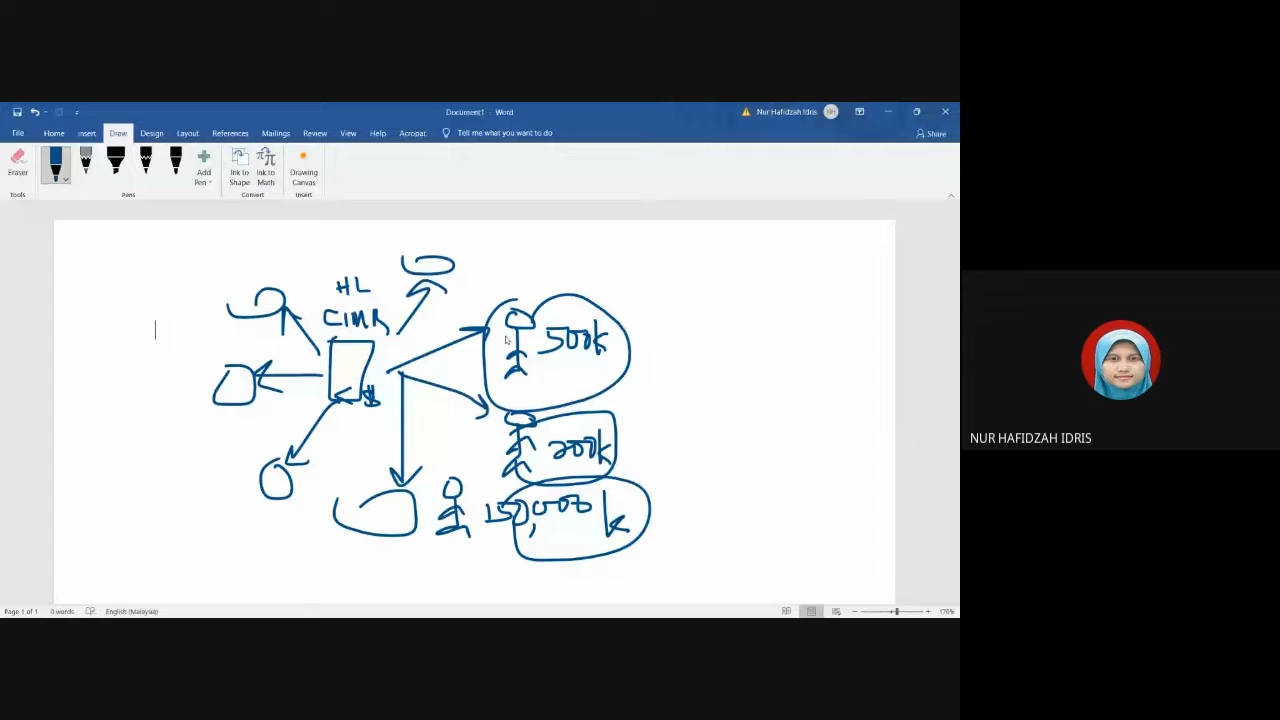 Document1 - Word
Nur Hafidzah Idris
NH
File Home Insert Draw Design Layout References Mailings Review View Help Acrobat Tell me what you want to do
Share
Eraser
Add Pen
Ink to Shape
Ink to Math
Drawing Canvas
Tools
Pens
Convert
Insert
HL
CIMB
500k
200k
150,000 k
$
NUR HAFIDZAH IDRIS
Page 1 of 1 0 words English (Malaysia)
170%